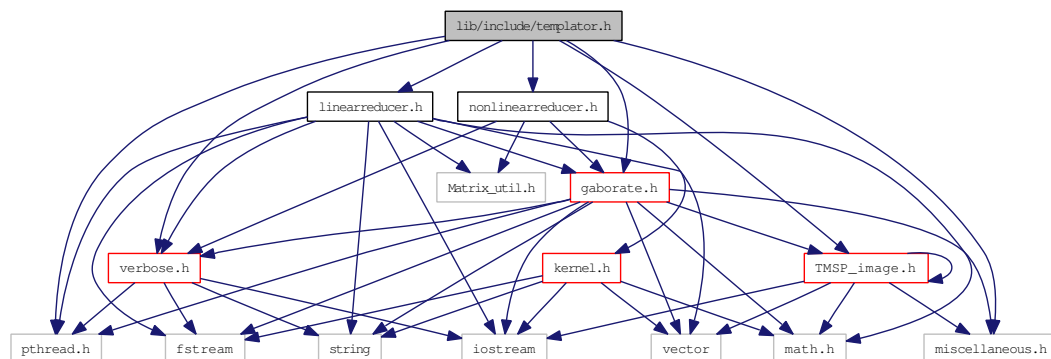 lib/include/templator.h
linearreducer.h
nonlinearreducer.h
Matrix_util.h
gaborate.h
verbose.h
kernel.h
TMSP_image.h
pthread.h
fstream
string
iostream
vector
math.h
miscellaneous.h